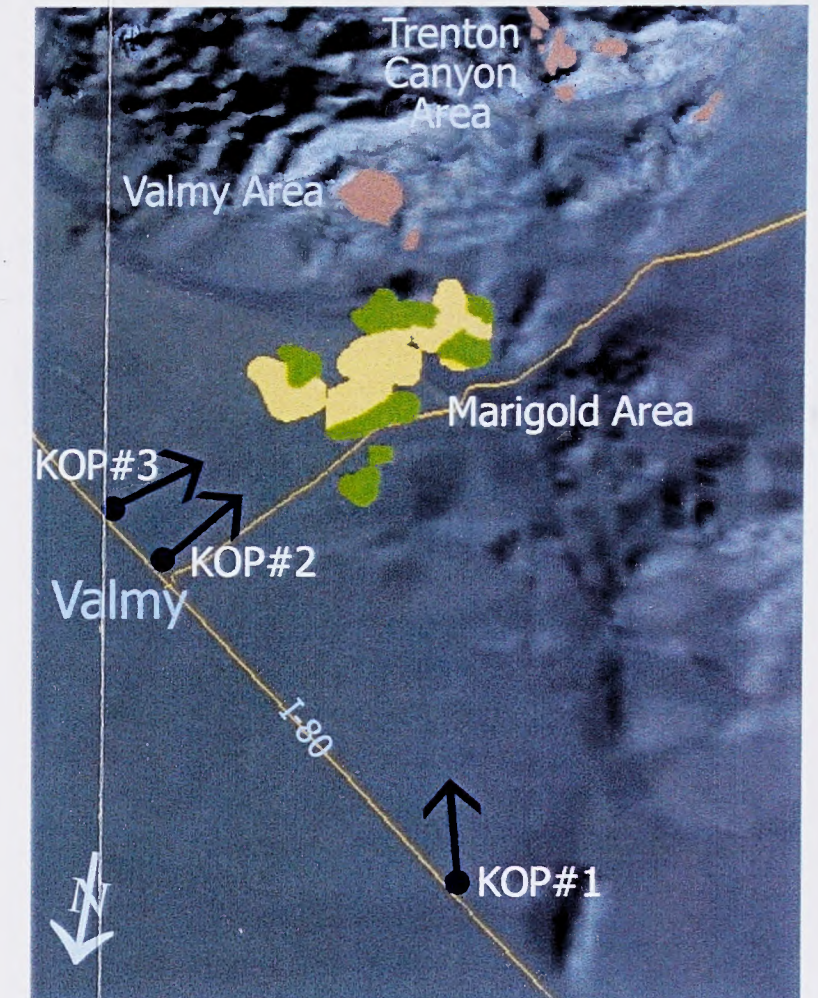 Trenton
Canyon
Area
Valmy Area
Marigold Area
KOP#3
KOP#2
Valmy
I-80
KOP#1
N